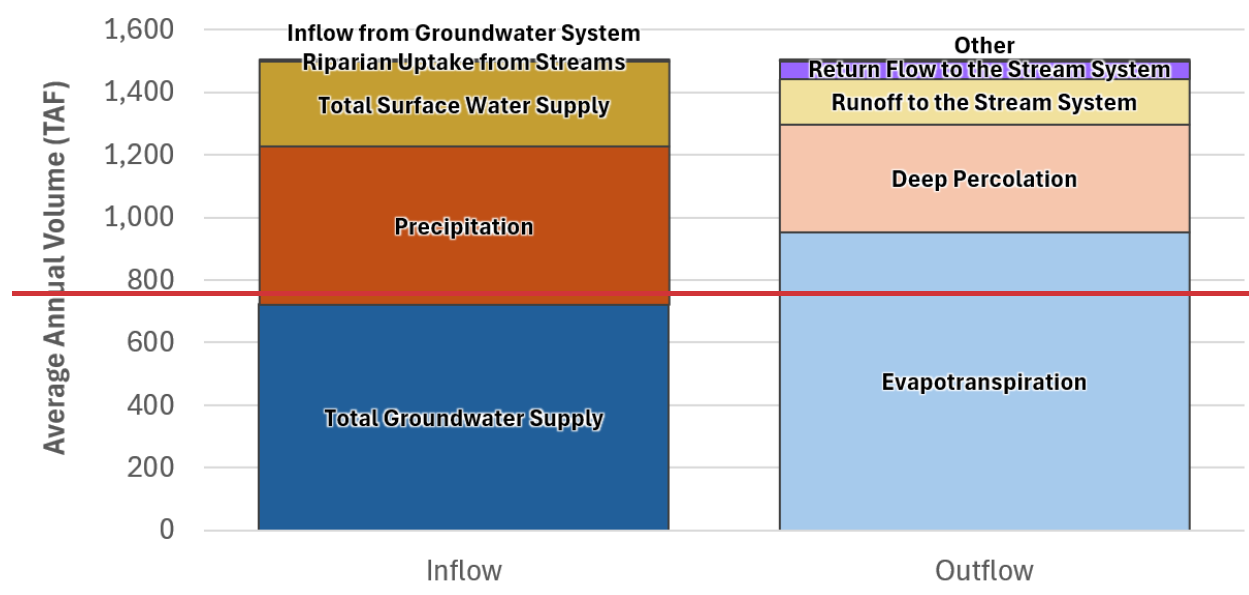 Average Annual Volume (TAF)
1,600
1,400
1,200
1,000
800
600
400
200
0
Inflow from Groundwater System
Riparian Uptake from Streams
Total Surface Water Supply
Precipitation
Total Groundwater Supply
Other
Return Flow to the Stream System
Runoff to the Stream System
Deep Percolation
Evapotranspiration
Inflow
Outflow